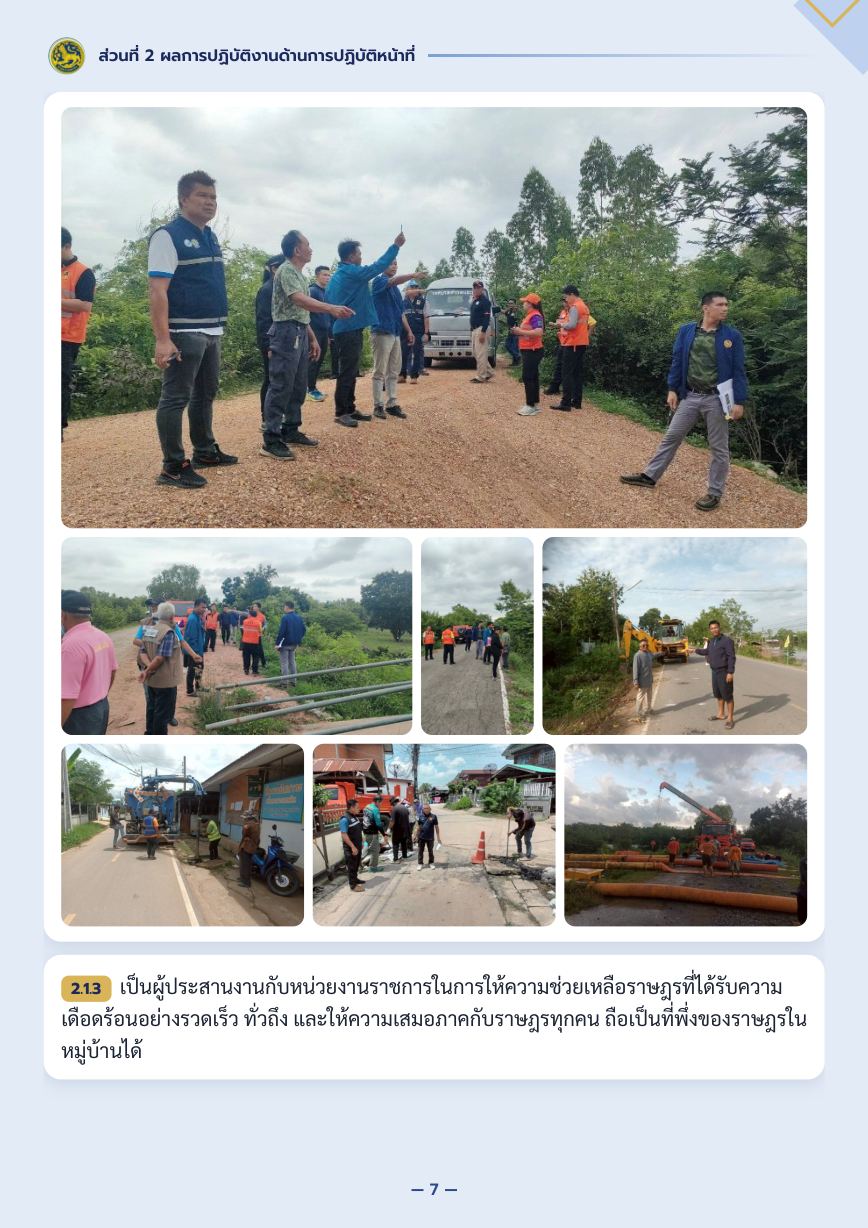 ส่วนที่ 2 ผลการปฏิบัติงานด้านการปฏิบัติหน้าที่
2.1.3 เป็นผู้ประสานงานกับหน่วยงานราชการในการให้ความช่วยเหลือราษฎรที่ได้รับความ
เดือดร้อนอย่างรวดเร็ว ทั่วถึง และให้ความเสมอภาคกับราษฎรทุกคน ถือเป็นที่พึ่งของราษฎรใน
หมู่บ้านได้
— 7 —